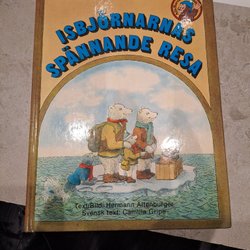 ISBJÖRNARNAS
SPÄNNANDE RESA
Text/Bild: Hermann Altenburger
Svensk text: Camilla Gripe